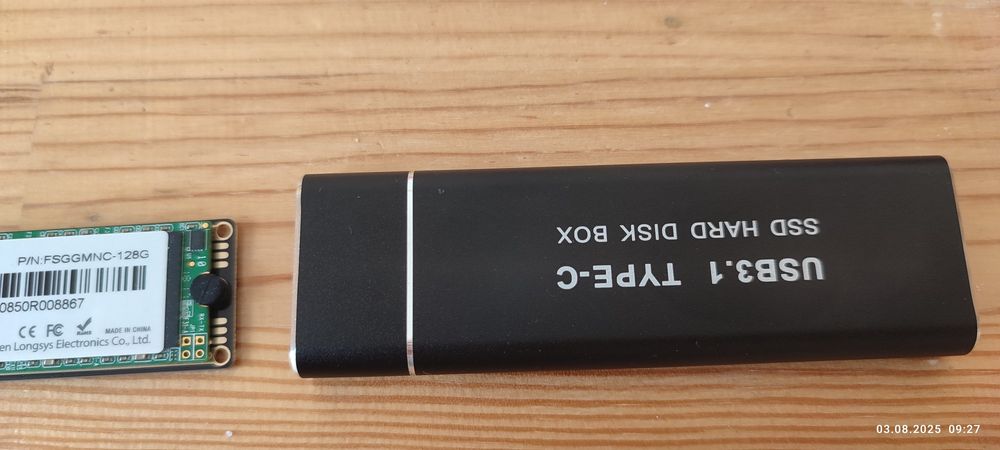 P/N:FSGGMNC-128G
0850R008867
CE FC MADE IN CHINA
en Longsys Electronics Co., Ltd.
USB3.1 TYPE-C
SSD HARD DISK BOX
03.08.2025 09:27